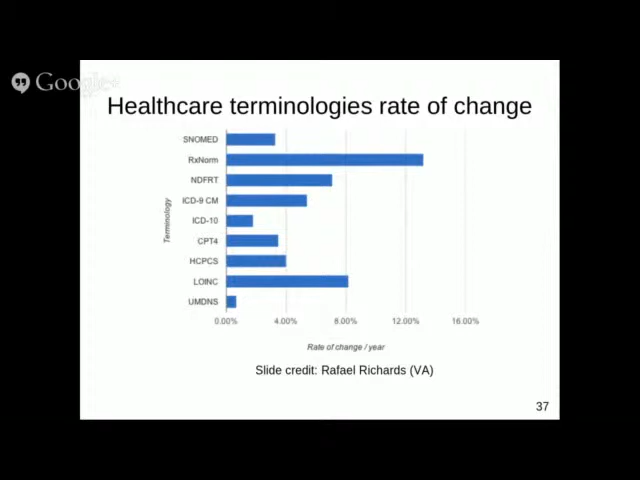 Google+
Healthcare terminologies rate of change
SNOMED
RxNorm
NDFRT
ICD-9 CM
ICD-10
CPT4
HCPCS
LOINC
UMDNS
Terminology
0.00% 4.00% 8.00% 12.00% 16.00%
Rate of change / year
Slide credit: Rafael Richards (VA)
37